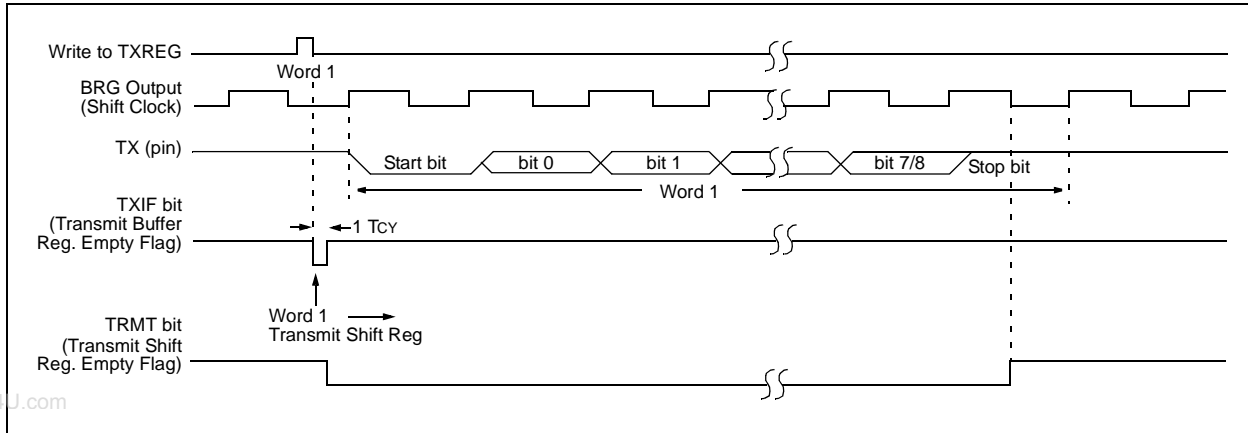 Write to TXREG
Word 1
BRG Output
(Shift Clock)
TX (pin)
Start bit
bit 0
bit 1
bit 7/8
Stop bit
Word 1
TXIF bit
(Transmit Buffer
Reg. Empty Flag)
1 TCY
Word 1
Transmit Shift Reg
TRMT bit
(Transmit Shift
Reg. Empty Flag)
U.com